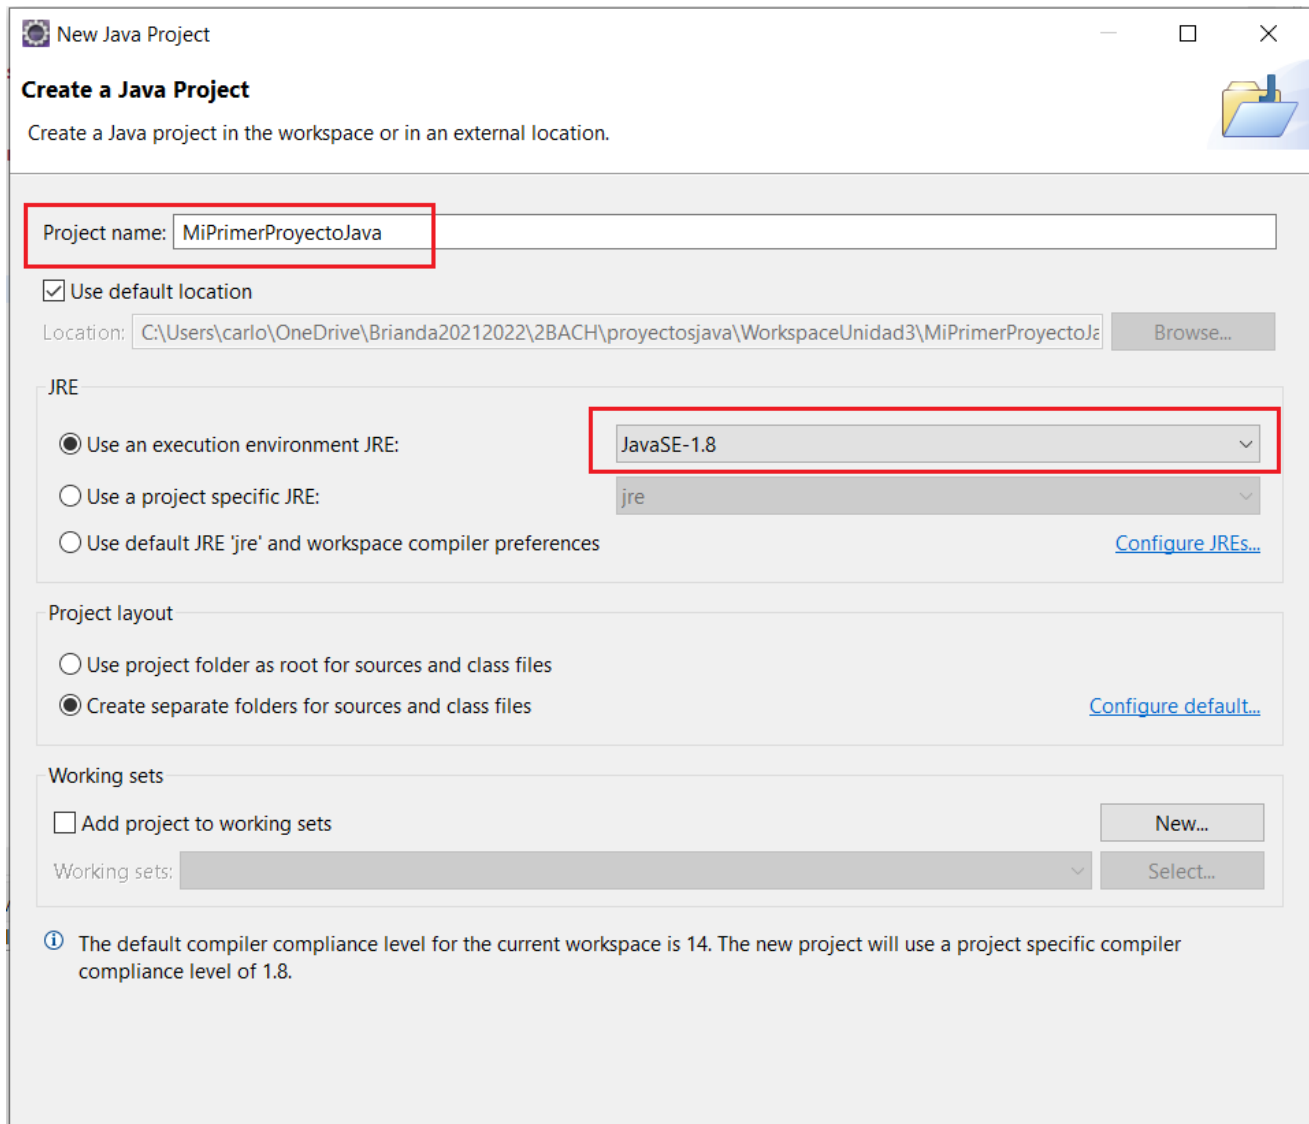 New Java Project
Create a Java Project
Create a Java project in the workspace or in an external location.
Project name: MiPrimerProyectoJava
Use default location
Location: C:\Users\carlo\OneDrive\Brianda20212022\2BACH\proyectosjava\WorkspaceUnidad3\MiPrimerProyectoJa Browse...
JRE
Use an execution environment JRE: JavaSE-1.8
Use a project specific JRE: jre
Use default JRE 'jre' and workspace compiler preferences Configure JREs...
Project layout
Use project folder as root for sources and class files
Create separate folders for sources and class files Configure default...
Working sets
Add project to working sets New...
Working sets: Select...
The default compiler compliance level for the current workspace is 14. The new project will use a project specific compiler
compliance level of 1.8.